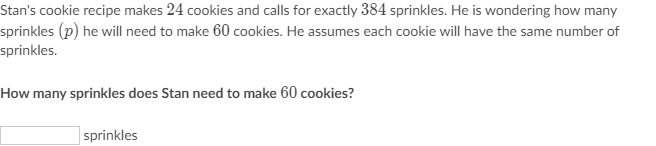 Stan's cookie recipe makes 24 cookies and calls for exactly 384 sprinkles. He is wondering how many
sprinkles (p) he will need to make 60 cookies. He assumes each cookie will have the same number of
sprinkles.
How many sprinkles does Stan need to make 60 cookies?
sprinkles